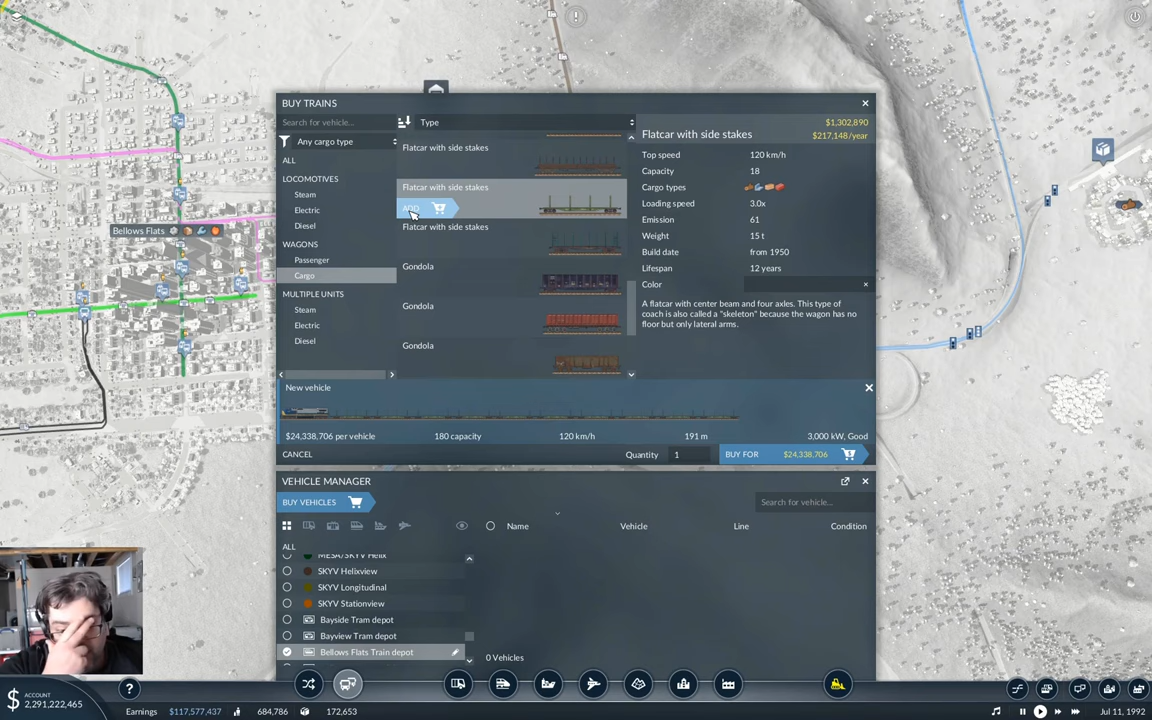 BUY TRAINS
Search for vehicle...
Type
Any cargo type
ALL
LOCOMOTIVES
Steam
Electric
Diesel
WAGONS
Passenger
Cargo
MULTIPLE UNITS
Steam
Electric
Diesel
Flatcar with side stakes
Flatcar with side stakes
ADD
Flatcar with side stakes
Gondola
Gondola
Gondola
$1,302,890
Flatcar with side stakes
$217,148/year
Top speed 120 km/h
Capacity 18
Cargo types
Loading speed 3.0x
Emission 61
Weight 15 t
Build date from 1950
Lifespan 12 years
Color
A flatcar with center beam and four axles. This type of
coach is also called a "skeleton" because the wagon has no
floor but only lateral arms.
Bellows Flats
New vehicle
$24,338,706 per vehicle 180 capacity 120 km/h 191 m 3,000 kW, Good
CANCEL Quantity 1 BUY FOR $24,338,706
VEHICLE MANAGER
BUY VEHICLES
Search for vehicle...
Name Vehicle Line Condition
ALL
MESA/SKYV Helix
SKYV Helixview
SKYV Longitudinal
SKYV Stationview
Bayside Tram depot
Bayview Tram depot
Bellows Flats Train depot
0 Vehicles
$ ACCOUNT
2,291,222,465
?
Earnings $117,577,437 684,786 172,653
Jul 11, 1992